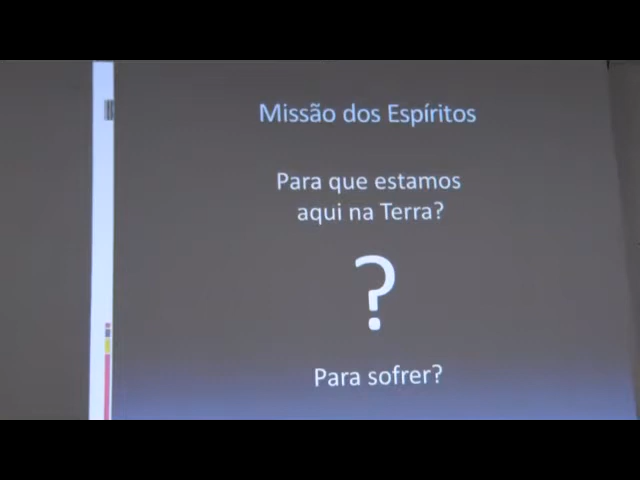 Missão dos Espíritos
Para que estamos
aqui na Terra?
?
Para sofrer?